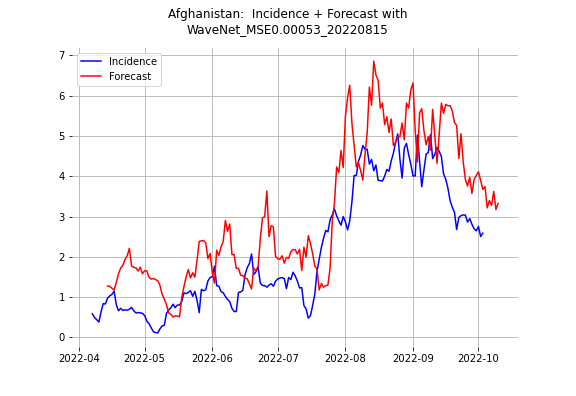 Afghanistan:  Incidence + Forecast with
WaveNet_MSE0.00053_20220815
Incidence
Forecast
7
6
5
4
3
2
1
0
2022-04 2022-05 2022-06 2022-07 2022-08 2022-09 2022-10